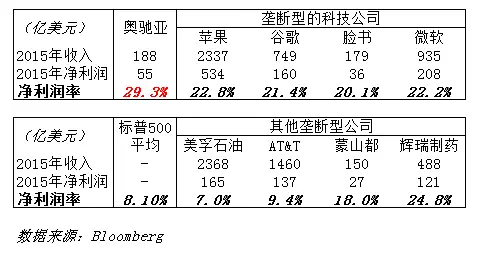 (亿美元) 奥驰亚 垄断型的科技公司
苹果 谷歌 脸书 微软
2015年收入 188 2337 749 179 935
2015年净利润 55 534 160 36 208
净利润率 29.3% 22.8% 21.4% 20.1% 22.2%
(亿美元) 标普500平均 其他垄断型公司
美孚石油 AT&T 蒙山都 辉瑞制药
2015年收入 - 2368 1460 150 488
2015年净利润 - 165 137 27 121
净利润率 8.10% 7.0% 9.4% 18.0% 24.8%
数据来源：Bloomberg